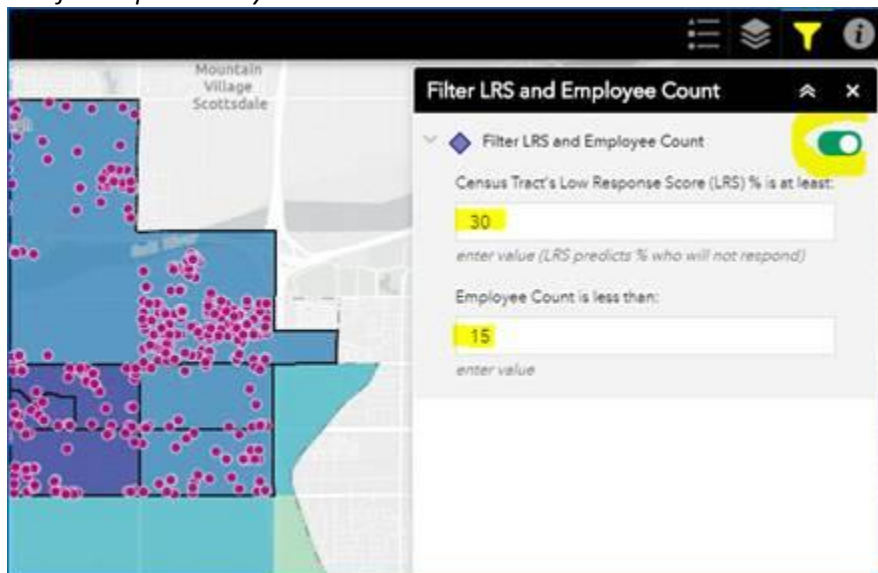 Mountain
Village
Scottsdale
Filter LRS and Employee Count
Filter LRS and Employee Count
Census Tract's Low Response Score (LRS) % is at least:
30
enter value (LRS predicts % who will not respond)
Employee Count is less than:
15
enter value